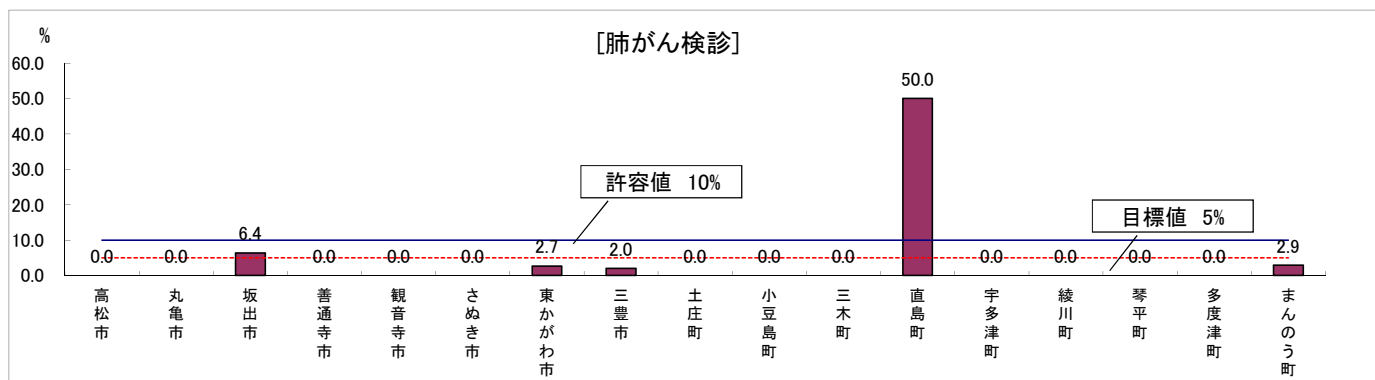 %
[肺がん検診]
60.0
50.0
40.0
30.0
20.0
10.0
0.0
50.0
許容値 10%
目標値 5%
0.0
0.0
6.4
0.0
0.0
0.0
2.7
2.0
0.0
0.0
0.0
0.0
0.0
0.0
0.0
2.9
高松市
丸亀市
坂出市
善通寺市
観音寺市
さぬき市
東かがわ市
三豊市
土庄町
小豆島町
三木町
直島町
宇多津町
綾川町
琴平町
多度津町
まんのう町